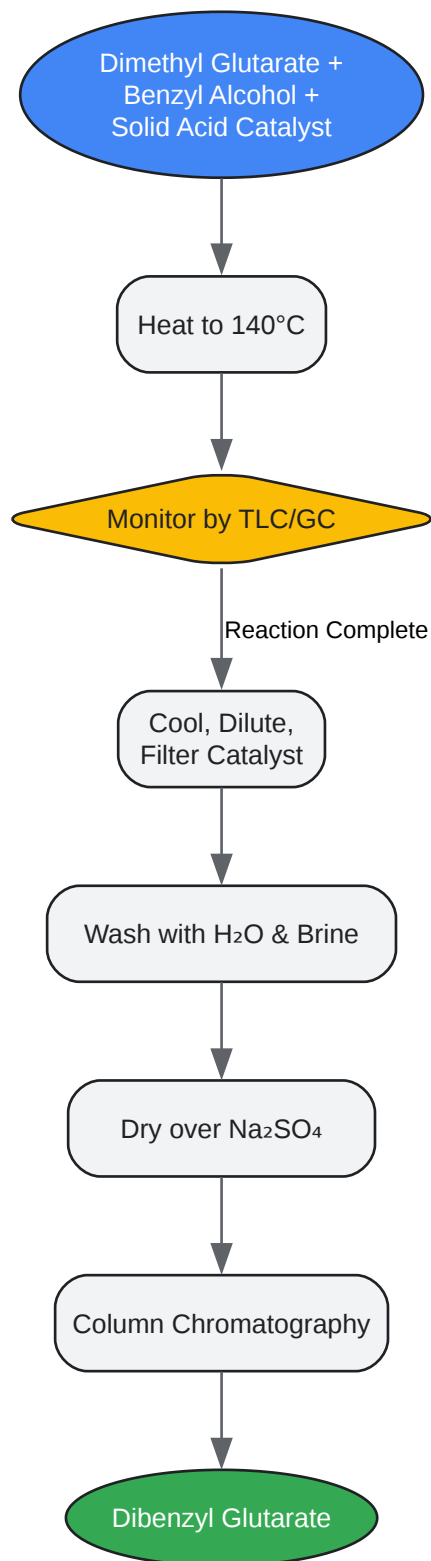 Dimethyl Glutarate +
Benzyl Alcohol +
Solid Acid Catalyst
Heat to 140°C
Monitor by TLC/GC
Reaction Complete
Cool, Dilute,
Filter Catalyst
Wash with H₂O & Brine
Dry over Na₂SO₄
Column Chromatography
Dibenzyl Glutarate